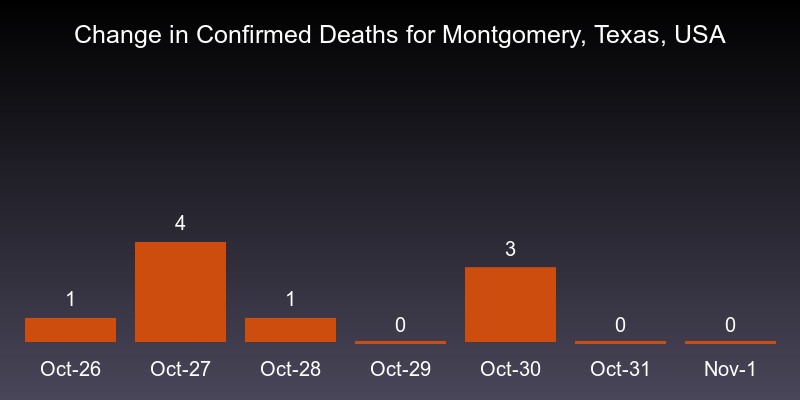 Change in Confirmed Deaths for Montgomery, Texas, USA
1
4
1
0
3
0
0
Oct-26
Oct-27
Oct-28
Oct-29
Oct-30
Oct-31
Nov-1